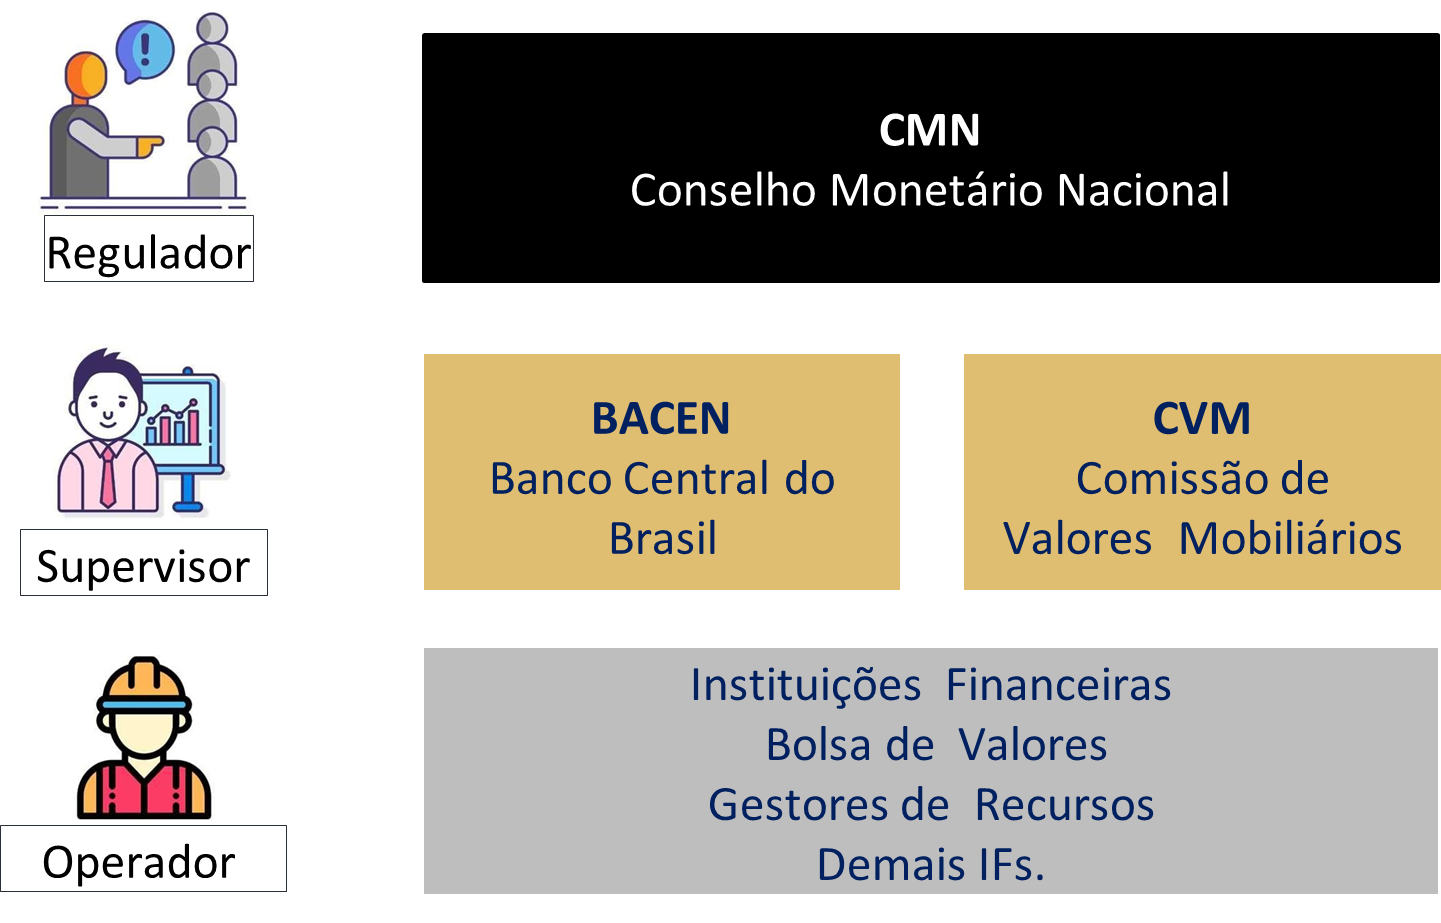 !
CMN
Conselho Monetário Nacional
Regulador
BACEN
Banco Central do
Brasil
CVM
Comissão de
Valores Mobiliários
Supervisor
Instituições Financeiras
Bolsa de Valores
Gestores de Recursos
Demais IFs.
Operador